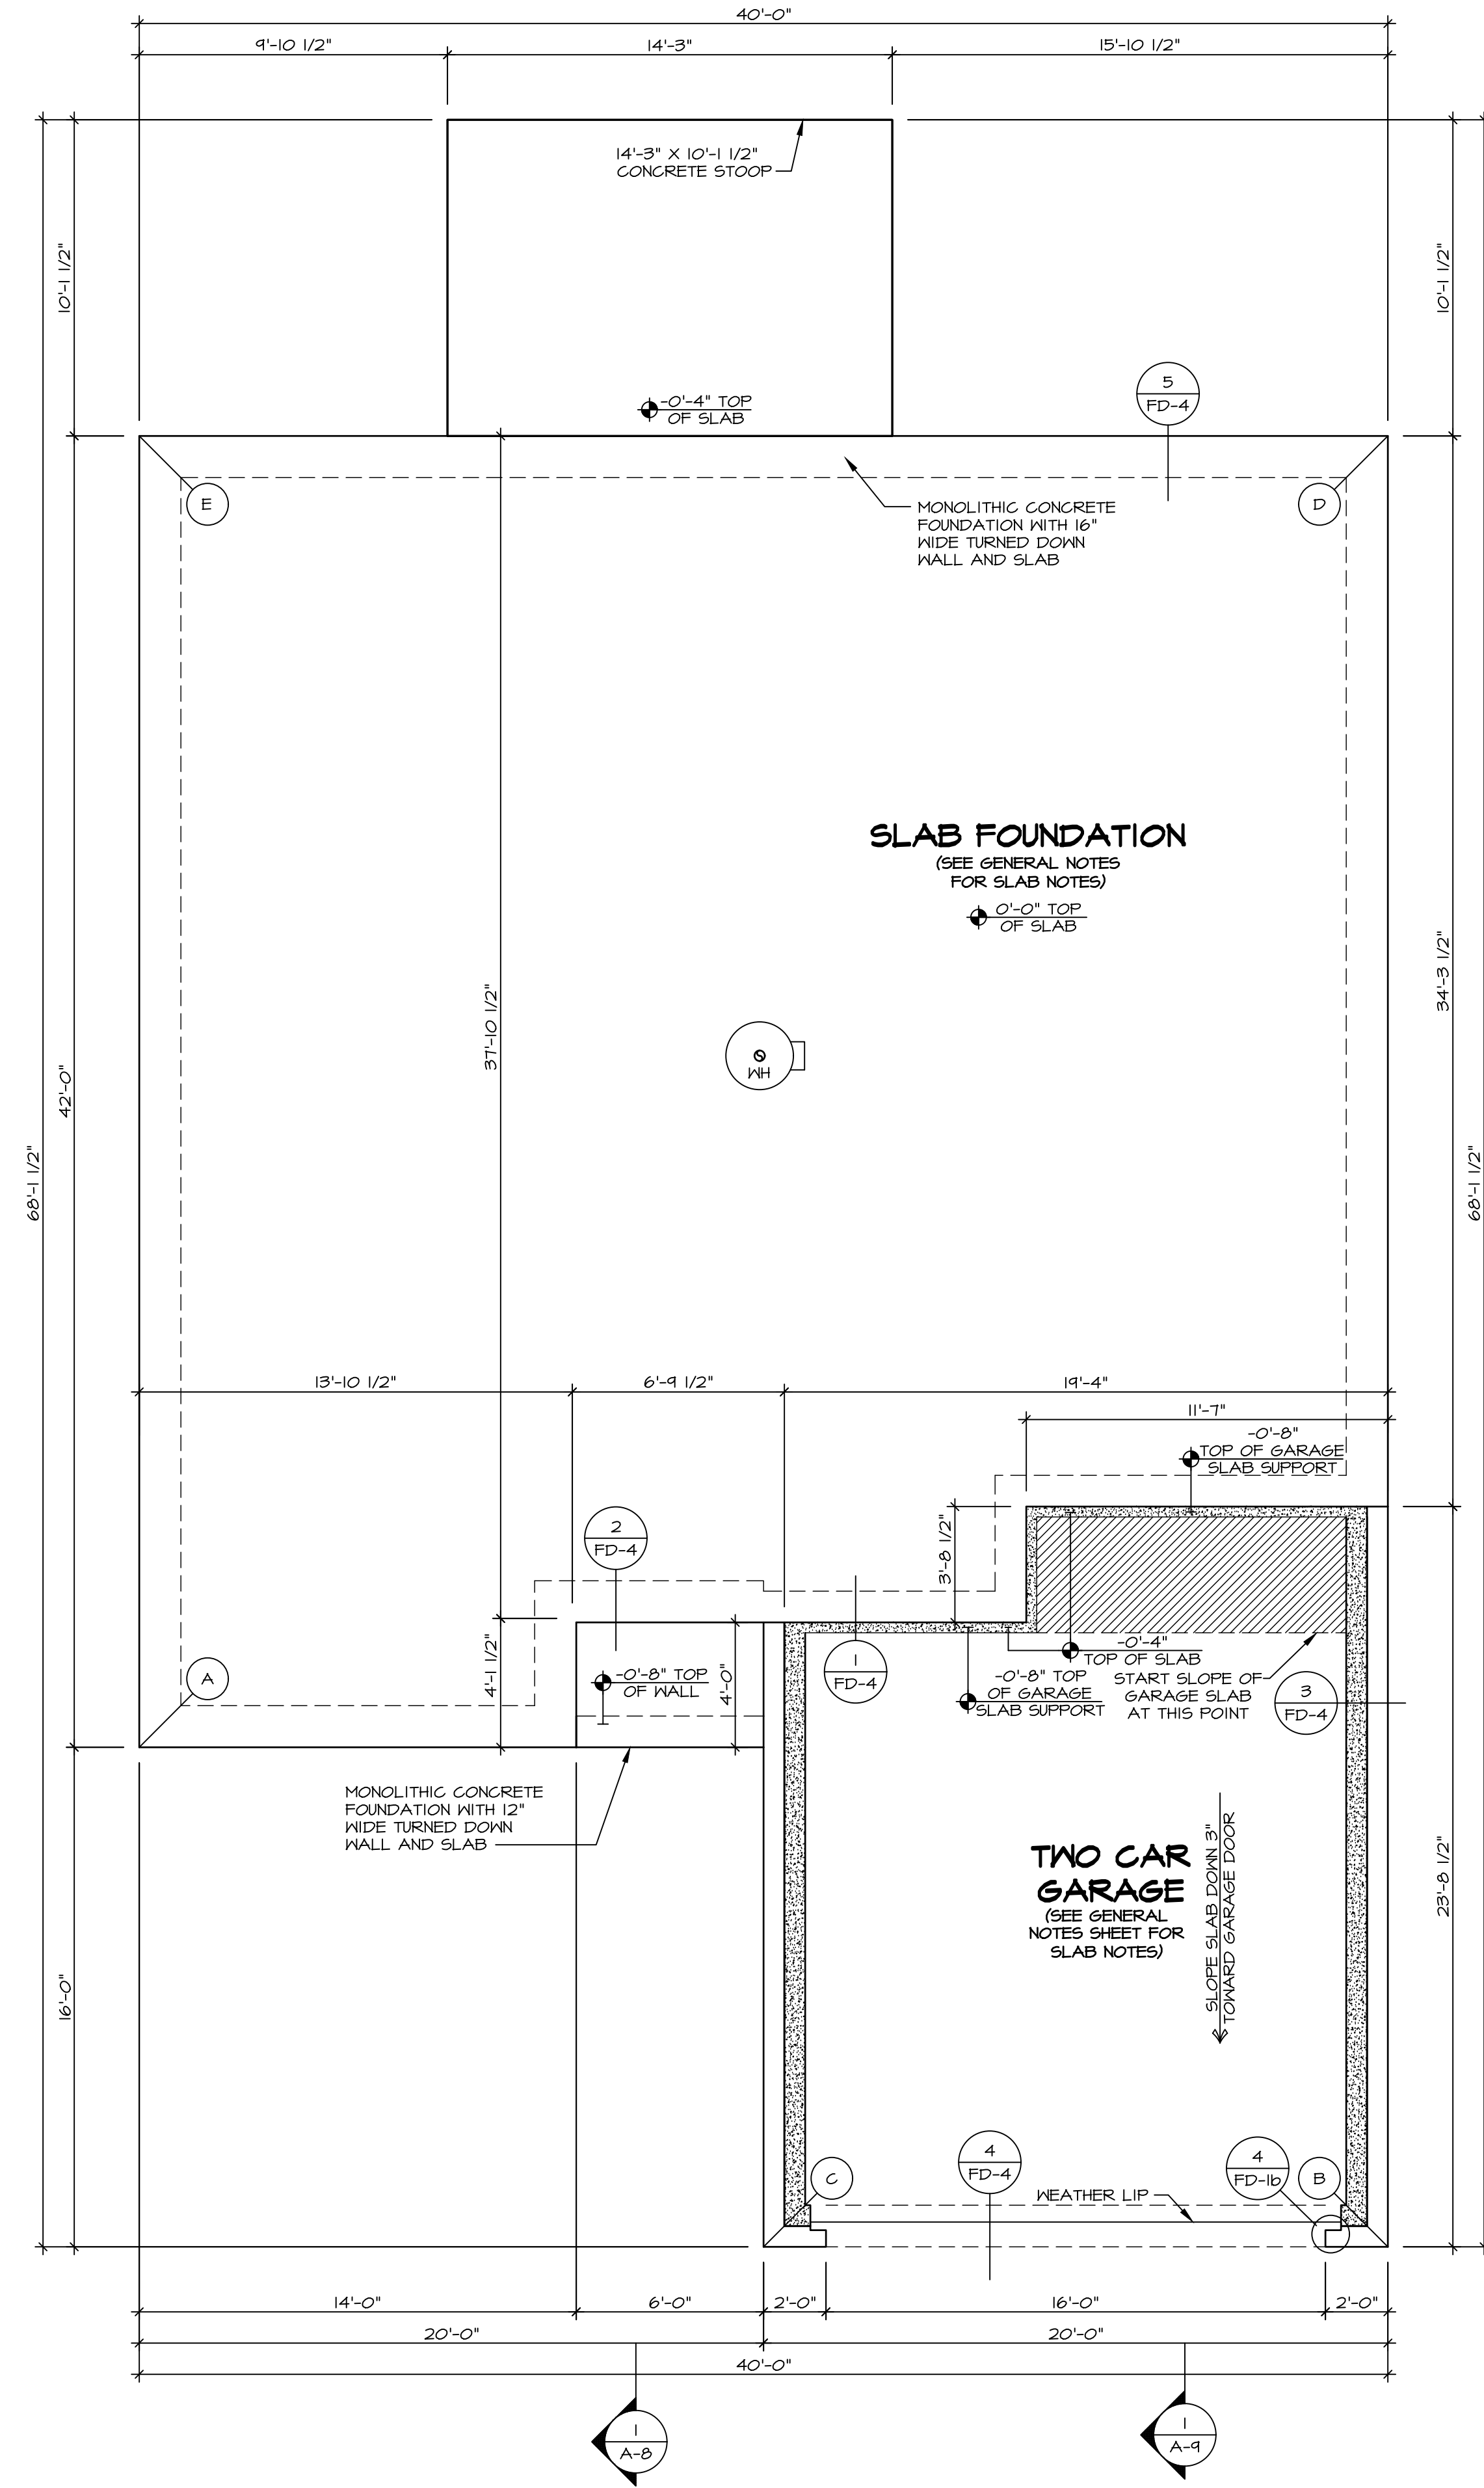 40'-0"
9'-10 1/2"
14'-3"
15'-10 1/2"
14'-3" X 10'-1 1/2"
CONCRETE STOOP
10'-1 1/2"
10'-1 1/2"
-0'-4" TOP
OF SLAB
5
FD-4
E
D
MONOLITHIC CONCRETE
FOUNDATION WITH 16"
WIDE TURNED DOWN
WALL AND SLAB
SLAB FOUNDATION
(SEE GENERAL NOTES
FOR SLAB NOTES)
0'-0" TOP
OF SLAB
34'-3 1/2"
37'-10 1/2"
WH
42'-0"
68'-1 1/2"
68'-1 1/2"
13'-10 1/2"
6'-9 1/2"
19'-4"
11'-7"
-0'-8"
TOP OF GARAGE
SLAB SUPPORT
2
FD-4
3'-8 1/2"
A
4'-1 1/2"
-0'-8" TOP
OF WALL
4'-0"
1
FD-4
-0'-4"
TOP OF SLAB
-0'-8" TOP
OF GARAGE
SLAB SUPPORT
START SLOPE OF
GARAGE SLAB
AT THIS POINT
3
FD-4
MONOLITHIC CONCRETE
FOUNDATION WITH 12"
WIDE TURNED DOWN
WALL AND SLAB
TWO CAR
GARAGE
(SEE GENERAL
NOTES SHEET FOR
SLAB NOTES)
SLOPE SLAB DOWN 3"
TOWARD GARAGE DOOR
23'-8 1/2"
16'-0"
C
4
FD-4
WEATHER LIP
4
FD-1b
B
14'-0"
6'-0"
2'-0"
16'-0"
2'-0"
20'-0"
20'-0"
40'-0"
1
A-8
1
A-9